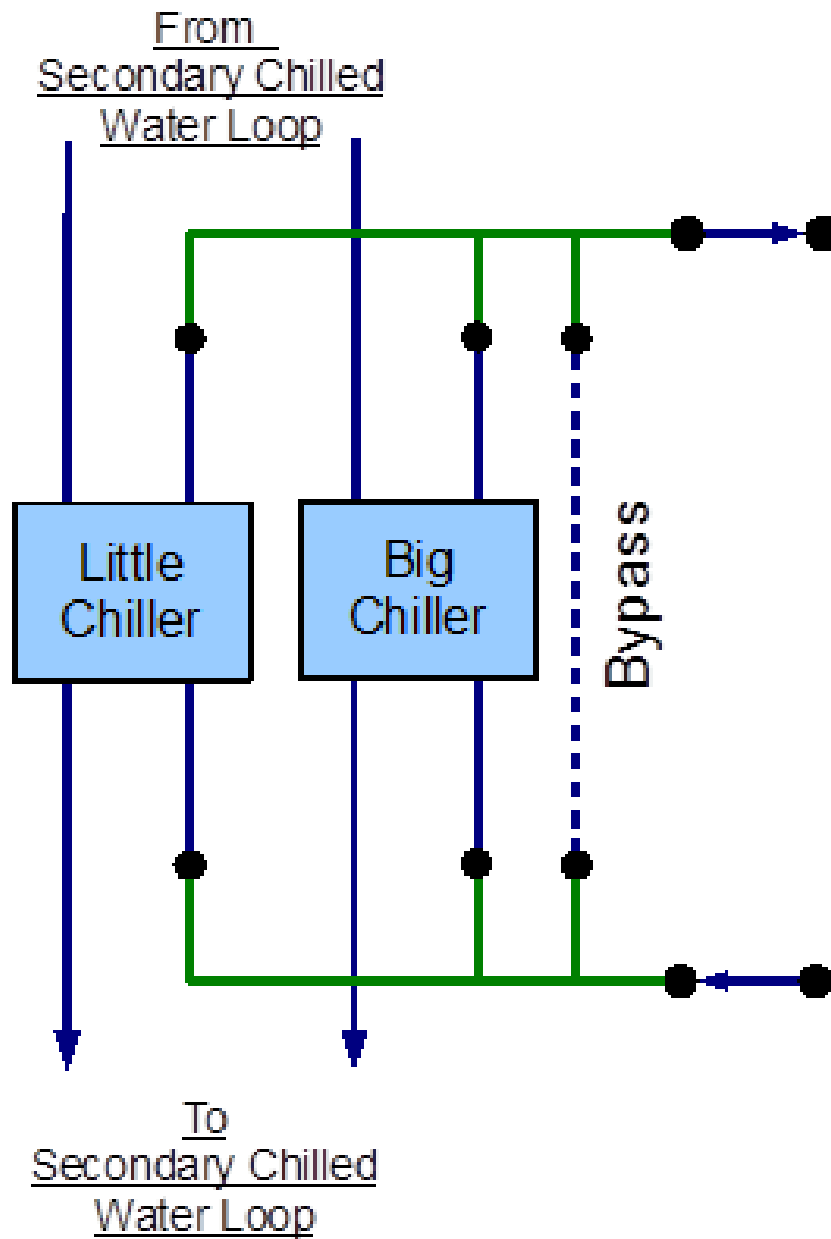 From
Secondary Chilled
Water Loop
Little
Chiller
Big
Chiller
Bypass
To
Secondary Chilled
Water Loop